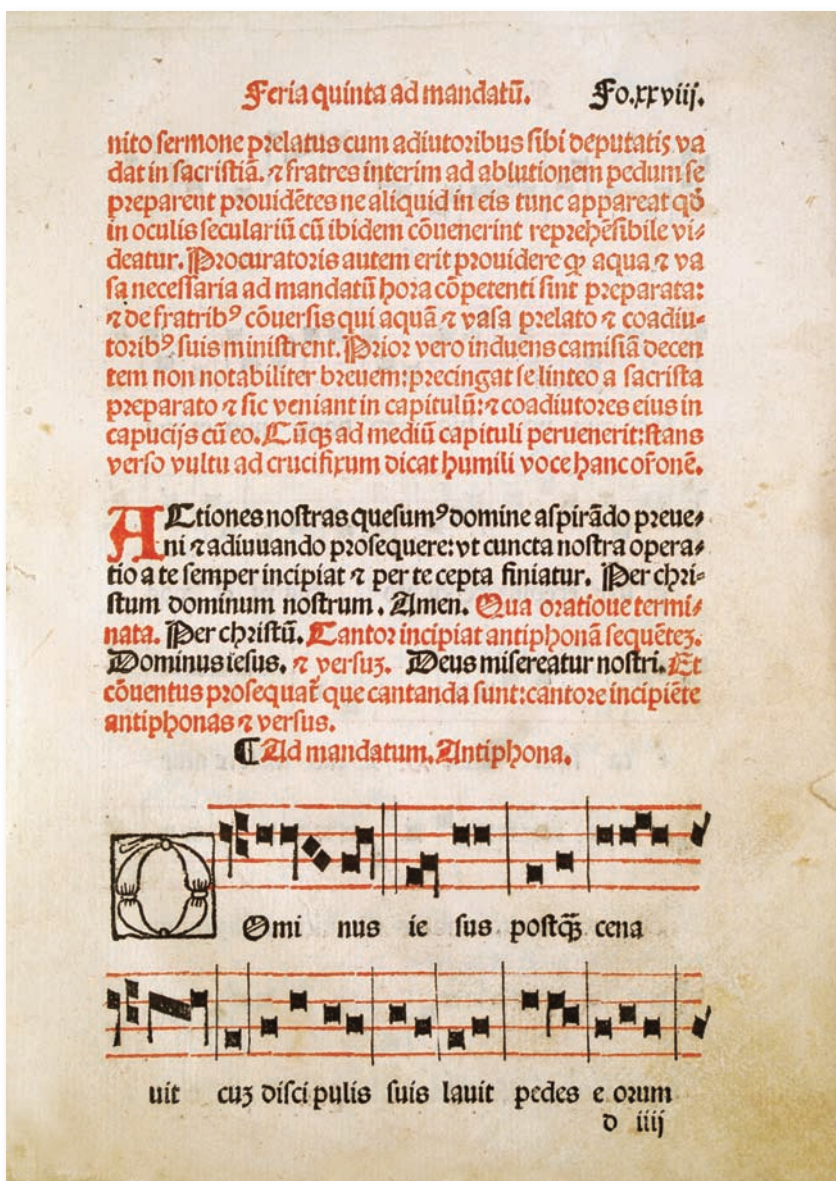 Feria quinta ad mandatū. Fo.xxviij.
nito sermone prelatus cum adiutoribus sibi deputatis va
dat in sacristiā. ⁊ fratres interim ad ablutionem pedum se
preparent prouidētes ne aliquid in eis tunc appareat qd̄
in oculis seculariū cū ibidem cōuenerint reprehēsibile vi⸗
deatur. Procuratoris autem erit prouidere ꝙ aqua ⁊ va
sa necessaria ad mandatū hora cōpetenti sint preparata:
⁊ de fratribꝰ cōuersis qui aquā ⁊ vasa prelato ⁊ coadiu⸗
toribꝰ suis ministrent. Prior vero induens camisiā decen
tem non notabiliter breuem: precingat se linteo a sacrista
preparato ⁊ sic veniant in capitulū: ⁊ coadiutores eius in
capucijs cū eo. Cūqꝫ ad mediū capituli peruenerit: stans
verso vultu ad crucifixum dicat humili voce hanc or̄onē.
ACtiones nostras quesumꝰ domine aspirādo preue⸗
ni ⁊ adiuuando prosequere: vt cuncta nostra opera⸗
tio a te semper incipiat ⁊ per te cepta finiatur. Per chri⸗
stum dominum nostrum. Amen. Qua oratioue termi⸗
nata. Per christū. Cantor incipiat antiphonā sequēteꝫ.
Dominus iesus. ⁊ versuꝫ. Deus misereatur nostri. Et
cōuentus prosequat̄ que cantanda sunt: cantore incipiēte
antiphonas ⁊ versus.
¶ Ad mandatum. Antiphona.
DOmi nus ie sus postqꝫ̄ cena
uit cuꝫ disci pulis suis lauit pedes e orum
d iiij